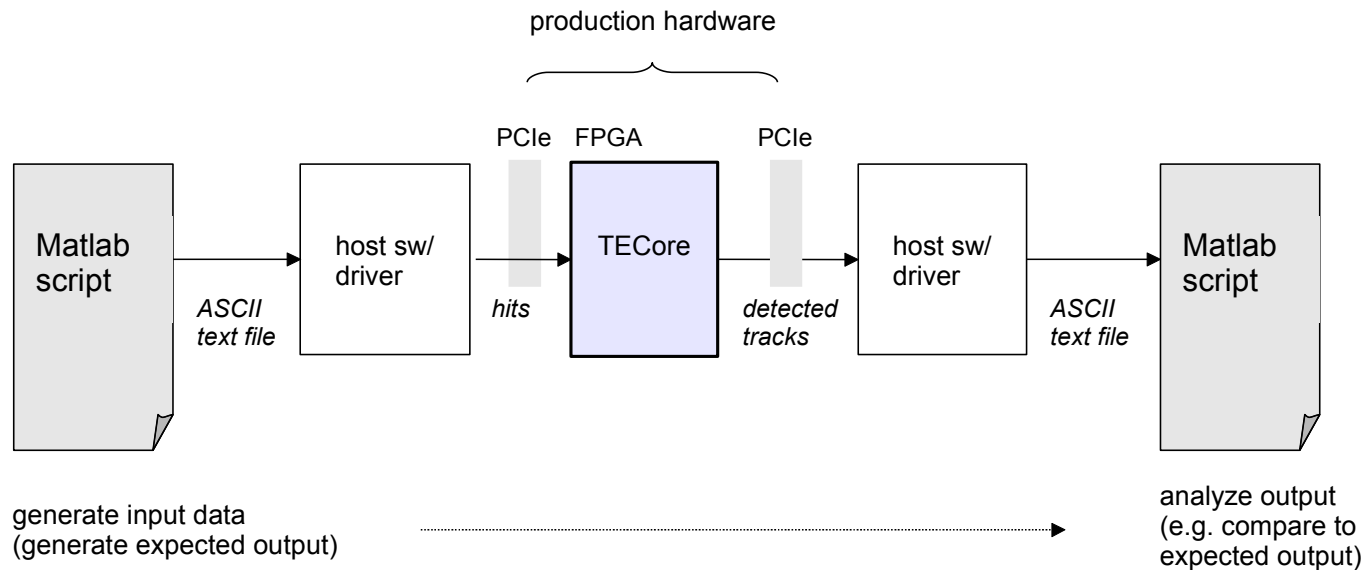 production hardware
PCIe
FPGA
PCIe
Matlab
script
ASCII
text file
host sw/
driver
hits
TECore
detected
tracks
host sw/
driver
ASCII
text file
Matlab
script
generate input data
(generate expected output)
analyze output
(e.g. compare to
expected output)